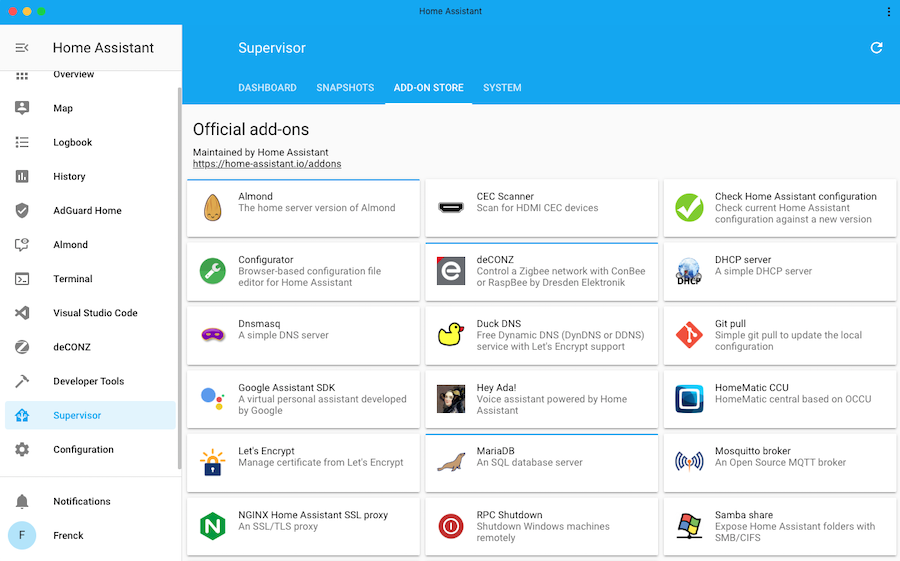 Home Assistant
Home Assistant
Supervisor
DASHBOARD
SNAPSHOTS
ADD-ON STORE
SYSTEM
Overview
Map
Logbook
History
AdGuard Home
Almond
Terminal
Visual Studio Code
deCONZ
Developer Tools
Supervisor
Configuration
Notifications
F
Frenck
Official add-ons
Maintained by Home Assistant
https://home-assistant.io/addons
Almond
The home server version of Almond
CEC Scanner
Scan for HDMI CEC devices
Check Home Assistant configuration
Check current Home Assistant
configuration against a new version
Configurator
Browser-based configuration file
editor for Home Assistant
deCONZ
Control a Zigbee network with ConBee
or RaspBee by Dresden Elektronik
DHCP
DHCP server
A simple DHCP server
Dnsmasq
A simple DNS server
Duck DNS
Free Dynamic DNS (DynDNS or DDNS)
service with Let's Encrypt support
Git pull
Simple git pull to update the local
configuration
Google Assistant SDK
A virtual personal assistant developed
by Google
Hey Ada!
Voice assistant powered by Home
Assistant
HomeMatic CCU
HomeMatic central based on OCCU
Let's Encrypt
Manage certificate from Let's Encrypt
MariaDB
An SQL database server
Mosquitto broker
An Open Source MQTT broker
NGINX Home Assistant SSL proxy
An SSL/TLS proxy
RPC Shutdown
Shutdown Windows machines
remotely
Samba share
Expose Home Assistant folders with
SMB/CIFS